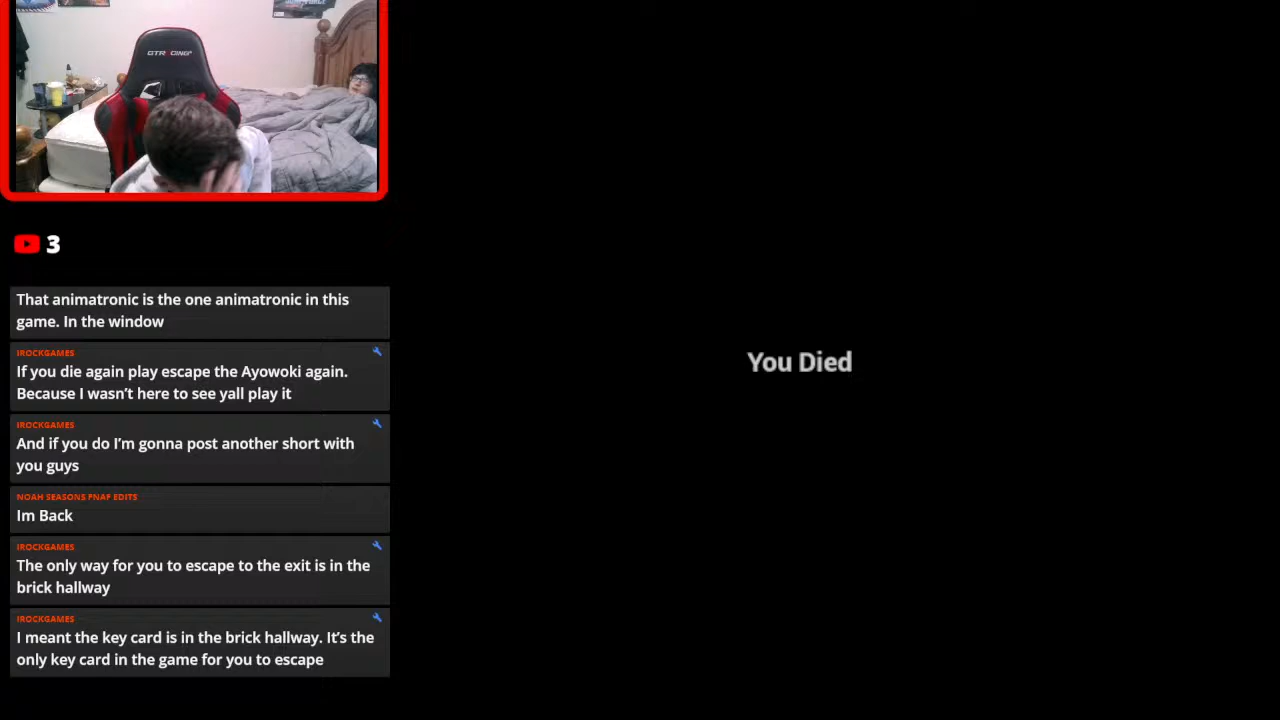 GTRACING
3
That animatronic is the one animatronic in this
game. In the window
IROCKGAMES
If you die again play escape the Ayowoki again.
Because I wasn't here to see yall play it
IROCKGAMES
And if you do I'm gonna post another short with
you guys
NOAH SEASONS FNAF EDITS
Im Back
IROCKGAMES
The only way for you to escape to the exit is in the
brick hallway
IROCKGAMES
I meant the key card is in the brick hallway. It's the
only key card in the game for you to escape
You Died